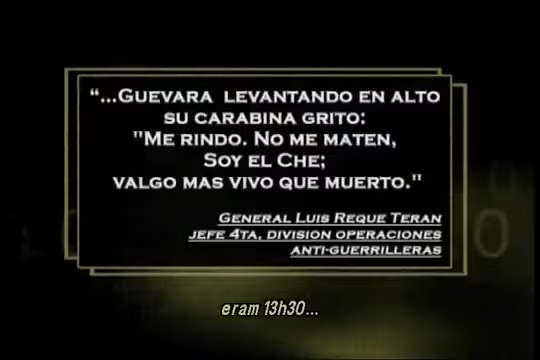 “...GUEVARA LEVANTANDO EN ALTO
SU CARABINA GRITO:
"ME RINDO. NO ME MATEN,
SOY EL CHE;
VALGO MAS VIVO QUE MUERTO."
GENERAL LUIS REQUE TERAN
JEFE 4TA, DIVISION OPERACIONES
ANTI-GUERRILLERAS
eram 13h30...